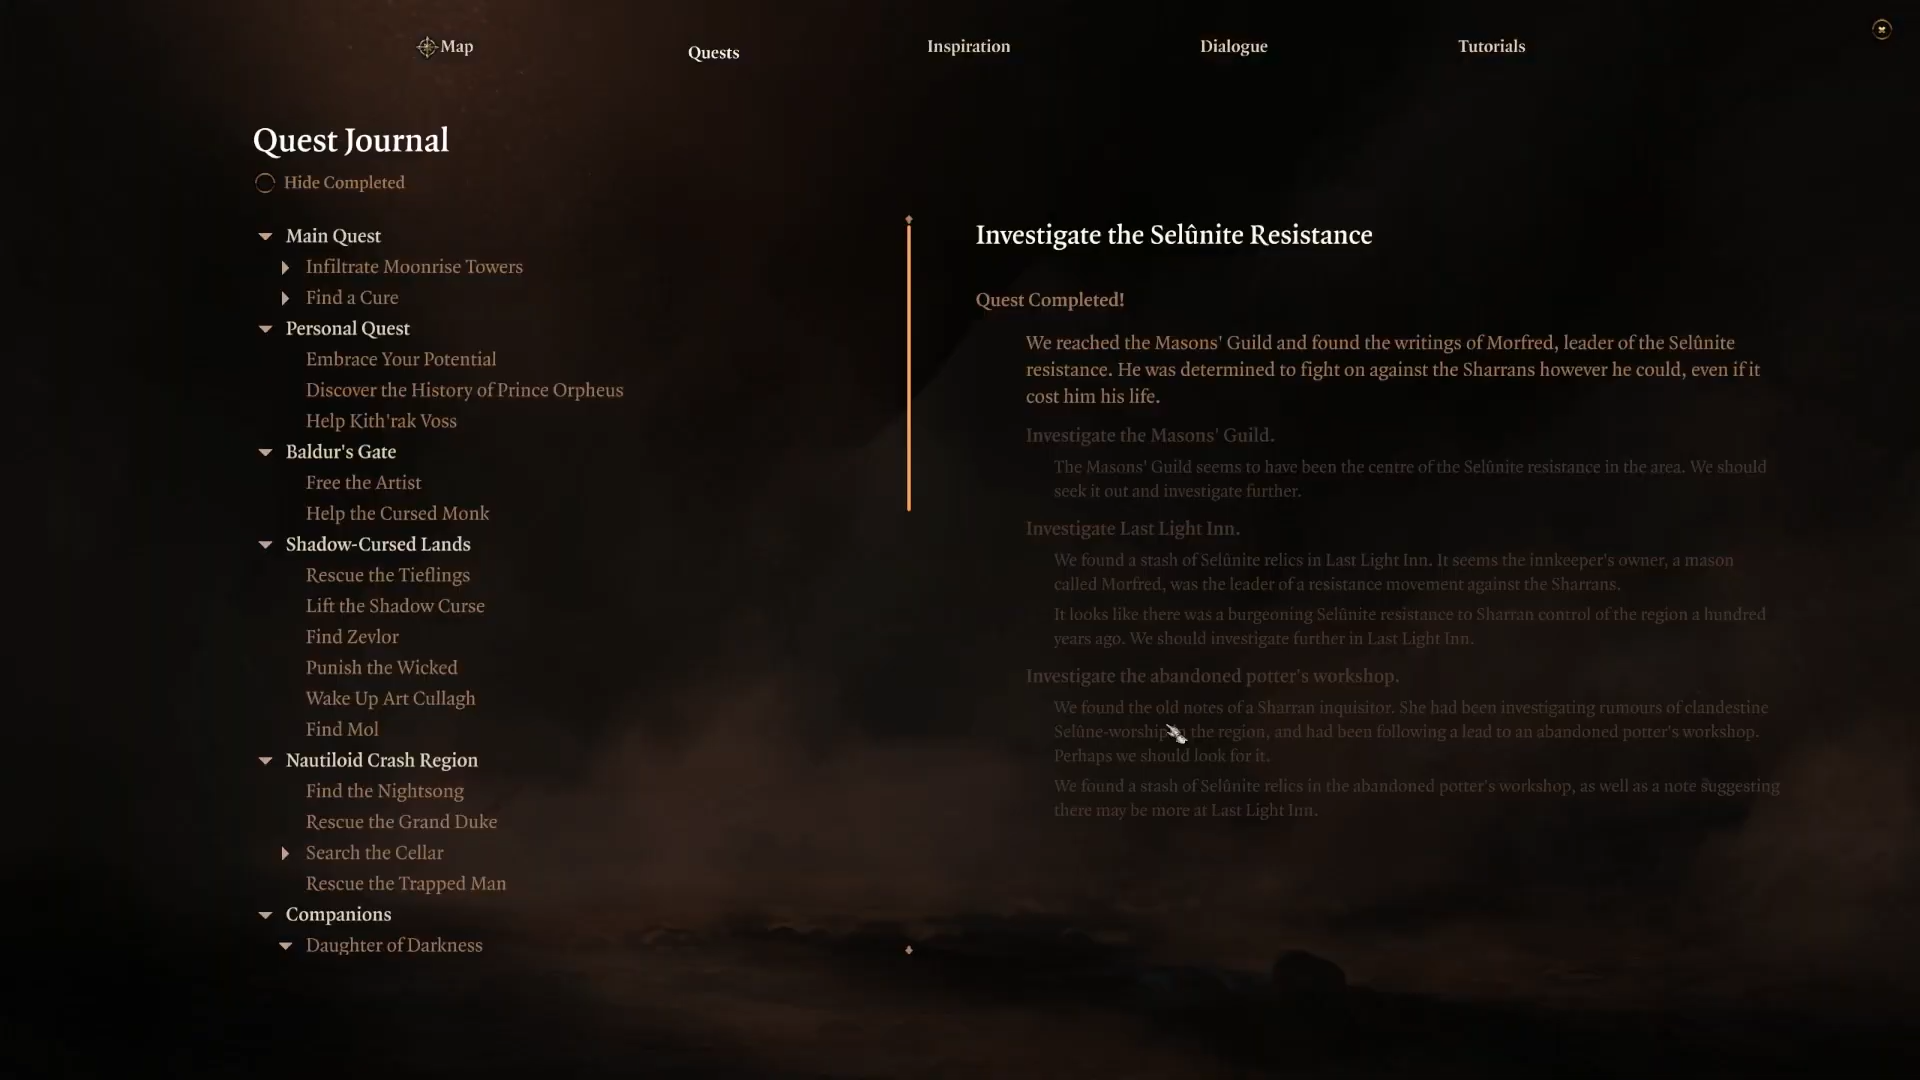 Map
Quests
Inspiration
Dialogue
Tutorials
Quest Journal
Hide Completed
Main Quest
Infiltrate Moonrise Towers
Find a Cure
Personal Quest
Embrace Your Potential
Discover the History of Prince Orpheus
Help Kith'rak Voss
Baldur's Gate
Free the Artist
Help the Cursed Monk
Shadow-Cursed Lands
Rescue the Tieflings
Lift the Shadow Curse
Find Zevlor
Punish the Wicked
Wake Up Art Cullagh
Find Mol
Nautiloid Crash Region
Find the Nightsong
Rescue the Grand Duke
Search the Cellar
Rescue the Trapped Man
Companions
Daughter of Darkness
Investigate the Selûnite Resistance
Quest Completed!
We reached the Masons' Guild and found the writings of Morfred, leader of the Selûnite
resistance. He was determined to fight on against the Sharrans however he could, even if it
cost him his life.
Investigate the Masons' Guild.
The Masons' Guild seems to have been the centre of the Selûnite resistance in the area. We should
seek it out and investigate further.
Investigate Last Light Inn.
We found a stash of Selûnite relics in Last Light Inn. It seems the innkeeper's owner, a mason
called Morfred, was the leader of a resistance movement against the Sharrans.
It looks like there was a burgeoning Selûnite resistance to Sharran control of the region a hundred
years ago. We should investigate further in Last Light Inn.
Investigate the abandoned potter's workshop.
We found the old notes of a Sharran inquisitor. She had been investigating rumours of clandestine
Selûne-worship in the region, and had been following a lead to an abandoned potter's workshop.
Perhaps we should look for it.
We found a stash of Selûnite relics in the abandoned potter's workshop, as well as a note suggesting
there may be more at Last Light Inn.